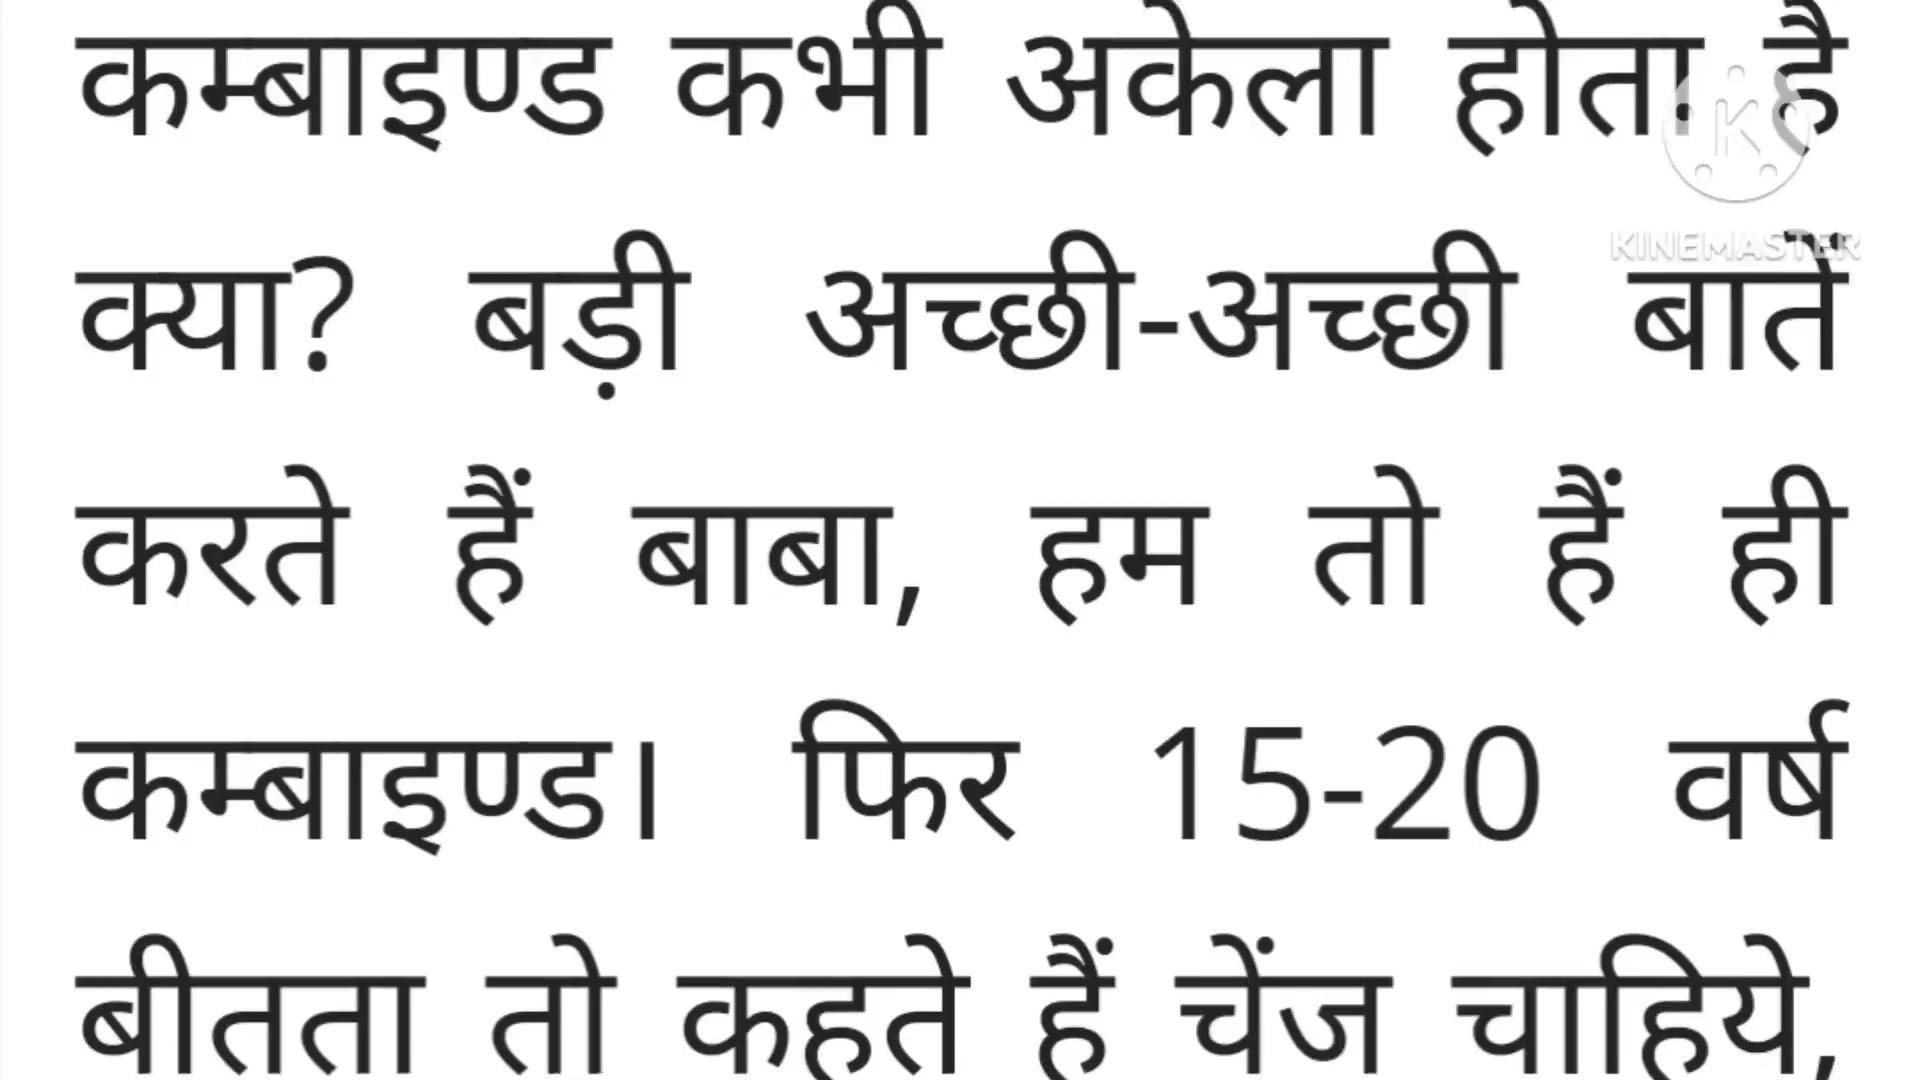 कम्बाइण्ड कभी अकेला होता है
क्या? बड़ी अच्छी-अच्छी बातें
करते हैं बाबा, हम तो हैं ही
कम्बाइण्ड। फिर 15-20 वर्ष
बीतता तो कहते हैं चेंज चाहिये,
K
KINEMASTER